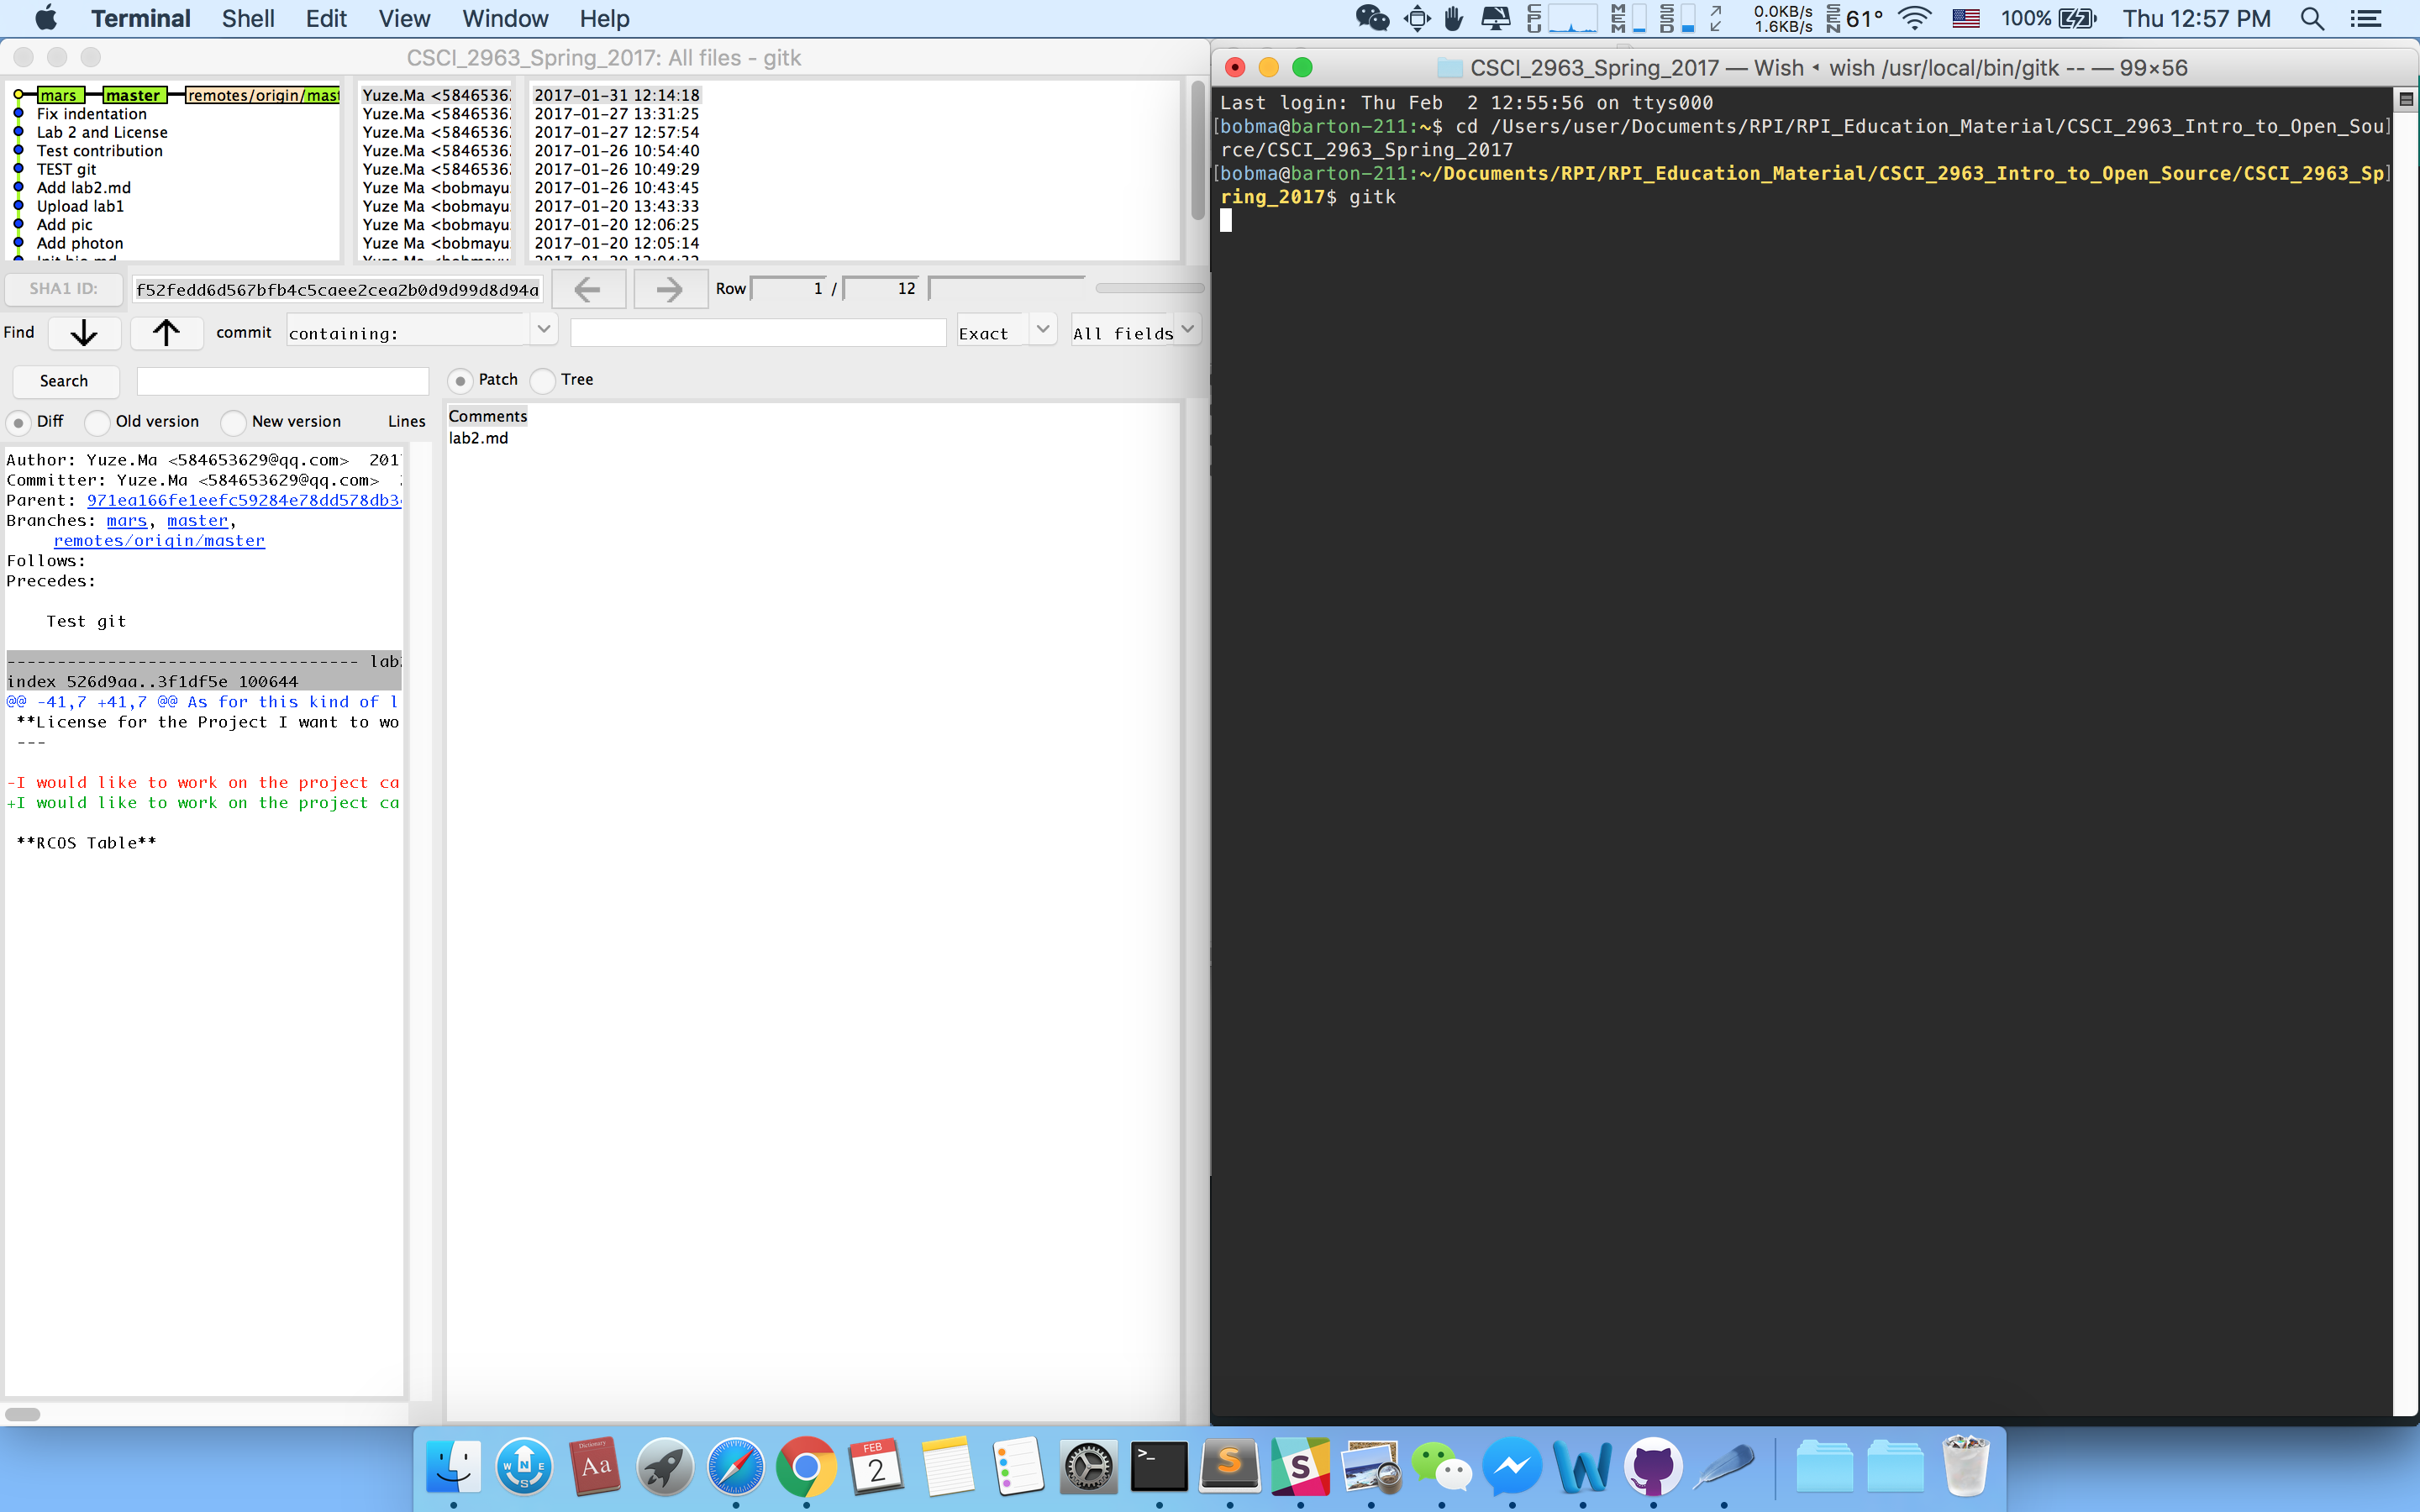 Terminal Shell Edit View Window Help
CPU MEM SSD 0.0KB/s 1.6KB/s SEN 61° 100% Thu 12:57 PM
CSCI_2963_Spring_2017: All files - gitk
mars master remotes/origin/mast Yuze.Ma <5846536 2017-01-31 12:14:18
Fix indentation Yuze.Ma <5846536 2017-01-27 13:31:25
Lab 2 and License Yuze.Ma <5846536 2017-01-27 12:57:54
Test contribution Yuze.Ma <5846536 2017-01-26 10:54:40
TEST git Yuze.Ma <5846536 2017-01-26 10:49:29
Add lab2.md Yuze Ma <bobmayu 2017-01-26 10:43:45
Upload lab1 Yuze Ma <bobmayu 2017-01-20 13:43:33
Add pic Yuze Ma <bobmayu 2017-01-20 12:06:25
Add photon Yuze Ma <bobmayu 2017-01-20 12:05:14
SHA1 ID: f52fedd6d567bfb4c5caee2cea2b0d9d99d8d94a Row 1 / 12
Find commit containing: Exact All fields
Search Patch Tree
Diff Old version New version Lines
Comments
lab2.md
Author: Yuze.Ma <584653629@qq.com> 201
Committer: Yuze.Ma <584653629@qq.com>
Parent: 971ea166fe1eefc59284e78dd578db3
Branches: mars, master,
remotes/origin/master
Follows:
Precedes:
Test git
----------------------------------- lab
index 526d9aa..3f1df5e 100644
@@ -41,7 +41,7 @@ As for this kind of l
**License for the Project I want to wo
---
-I would like to work on the project ca
+I would like to work on the project ca
**RCOS Table**
CSCI_2963_Spring_2017 — Wish ◂ wish /usr/local/bin/gitk -- — 99×56
Last login: Thu Feb  2 12:55:56 on ttys000
[bobma@barton-211:~$ cd /Users/user/Documents/RPI/RPI_Education_Material/CSCI_2963_Intro_to_Open_Sou]
rce/CSCI_2963_Spring_2017
[bobma@barton-211:~/Documents/RPI/RPI_Education_Material/CSCI_2963_Intro_to_Open_Source/CSCI_2963_Sp]
ring_2017$ gitk
W N E S
Dictionary
Aa
FEB
2
>_
S
S
W